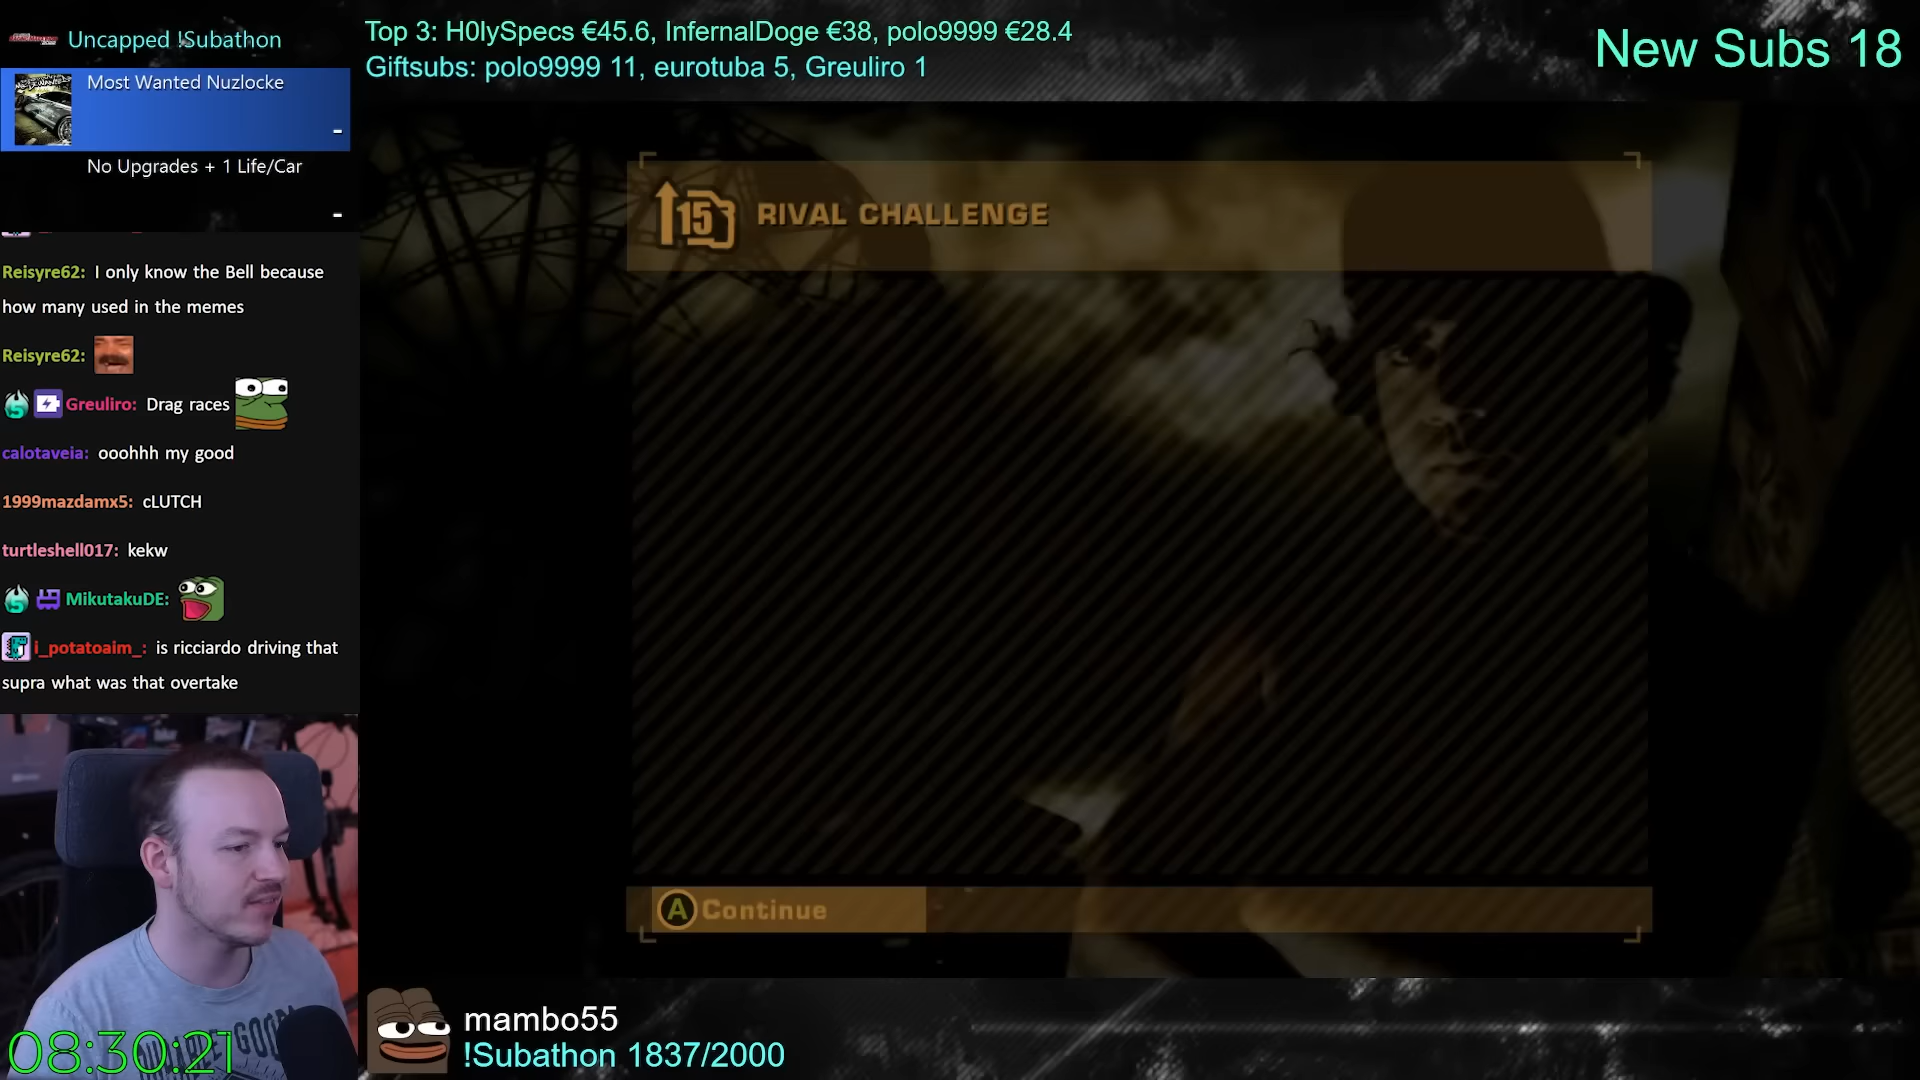 Uncapped !Subathon
Most Wanted Nuzlocke
-
No Upgrades + 1 Life/Car
-
Top 3: H0lySpecs €45.6, InfernalDoge €38, polo9999 €28.4
Giftsubs: polo9999 11, eurotuba 5, Greuliro 1
New Subs 18
15 RIVAL CHALLENGE
Reisyre62: I only know the Bell because
how many used in the memes
Reisyre62:
5 Greuliro: Drag races
calotaveia: ooohhh my good
1999mazdamx5: cLUTCH
turtleshell017: kekw
5 MikutakuDE:
i_potatoaim_: is ricciardo driving that
supra what was that overtake
A Continue
08:30:21
mambo55
!Subathon 1837/2000